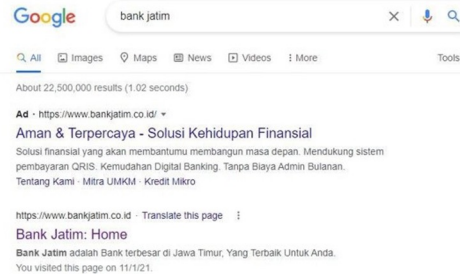 Google bank jatim
All Images Maps News Videos More Tools
About 22,500,000 results (1.02 seconds)
Ad · https://www.bankjatim.co.id/
Aman & Terpercaya - Solusi Kehidupan Finansial
Solusi finansial yang akan membantumu membangun masa depan. Mendukung sistem
pembayaran QRIS. Kemudahan Digital Banking. Tanpa Biaya Admin Bulanan.
Tentang Kami · Mitra UMKM · Kredit Mikro
https://www.bankjatim.co.id · Translate this page
Bank Jatim: Home
Bank Jatim adalah Bank terbesar di Jawa Timur, Yang Terbaik Untuk Anda.
You visited this page on 11/1/21.